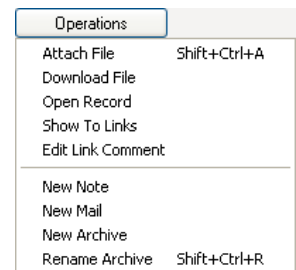 Operations
Attach File Shift+Ctrl+A
Download File
Open Record
Show To Links
Edit Link Comment
New Note
New Mail
New Archive
Rename Archive Shift+Ctrl+R